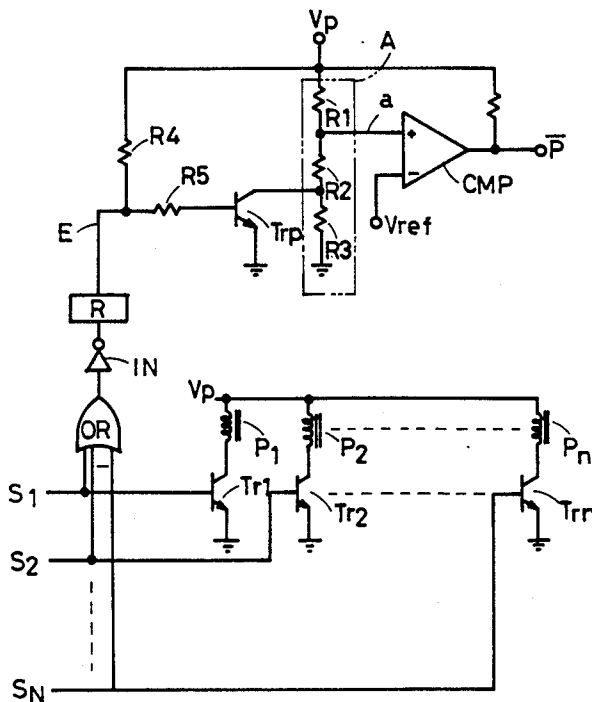 Vp
A
R1
a
+
P̅
R4
R2
−
CMP
R5
Trp
Vref
E
R3
R
IN
Vp
OR
P1
P2
Pn
S1
Tr1
Tr2
Trn
S2
SN